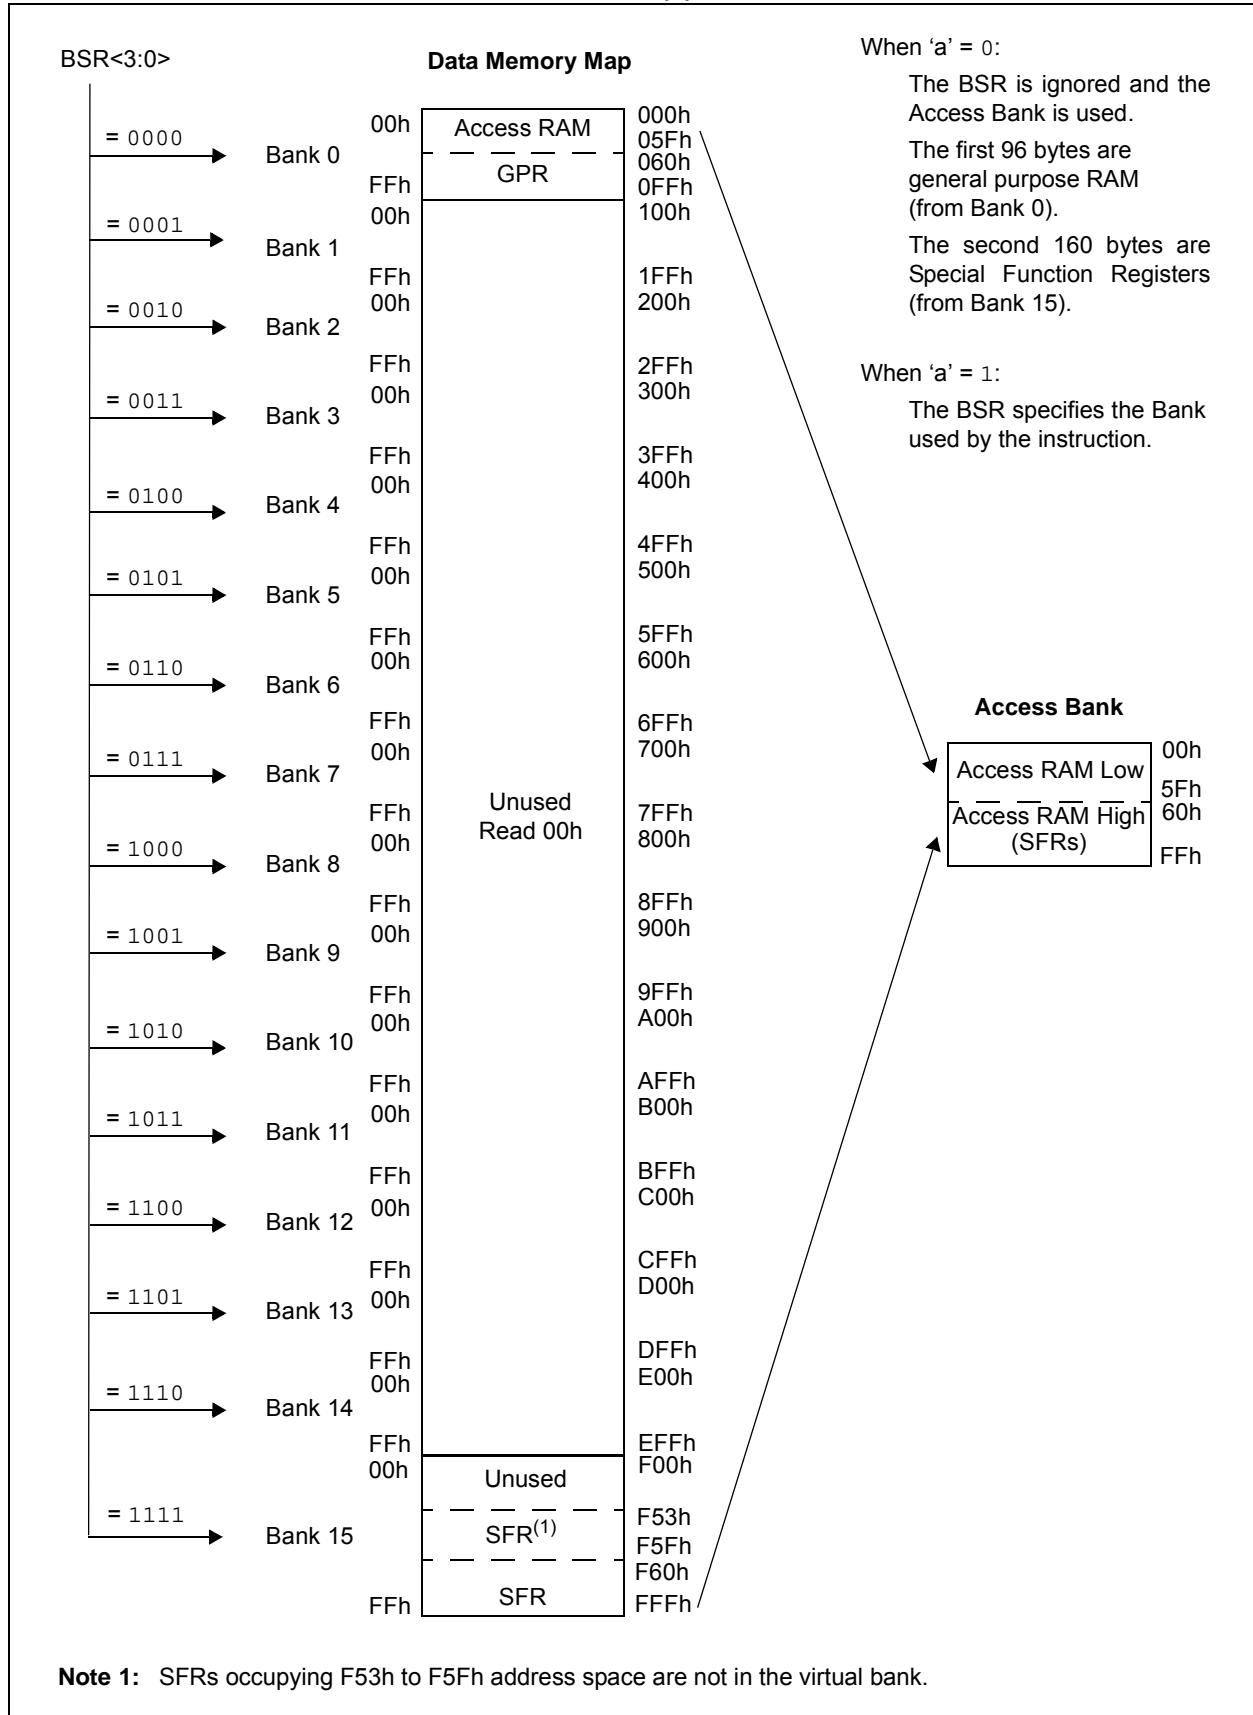 BSR<3:0>
Data Memory Map
When ‘a’ = 0:
The BSR is ignored and the
Access Bank is used.
The first 96 bytes are
general purpose RAM
(from Bank 0).
The second 160 bytes are
Special Function Registers
(from Bank 15).
When ‘a’ = 1:
The BSR specifies the Bank
used by the instruction.
= 0000
Bank 0
00h
Access RAM
000h
05Fh
GPR
060h
FFh
0FFh
= 0001
Bank 1
00h
100h
FFh
1FFh
= 0010
Bank 2
00h
200h
FFh
2FFh
= 0011
Bank 3
00h
300h
FFh
3FFh
= 0100
Bank 4
00h
400h
FFh
4FFh
= 0101
Bank 5
00h
500h
FFh
5FFh
= 0110
Bank 6
00h
600h
FFh
6FFh
= 0111
Bank 7
00h
700h
FFh
7FFh
Unused
Read 00h
= 1000
Bank 8
00h
800h
FFh
8FFh
= 1001
Bank 9
00h
900h
FFh
9FFh
= 1010
Bank 10
00h
A00h
FFh
AFFh
= 1011
Bank 11
00h
B00h
FFh
BFFh
= 1100
Bank 12
00h
C00h
FFh
CFFh
= 1101
Bank 13
00h
D00h
FFh
DFFh
= 1110
Bank 14
00h
E00h
FFh
EFFh
= 1111
Bank 15
00h
F00h
Unused
F53h
SFR(1)
F5Fh
F60h
SFR
FFh
FFFh
Access Bank
Access RAM Low
00h
5Fh
Access RAM High
(SFRs)
60h
FFh
Note 1: SFRs occupying F53h to F5Fh address space are not in the virtual bank.